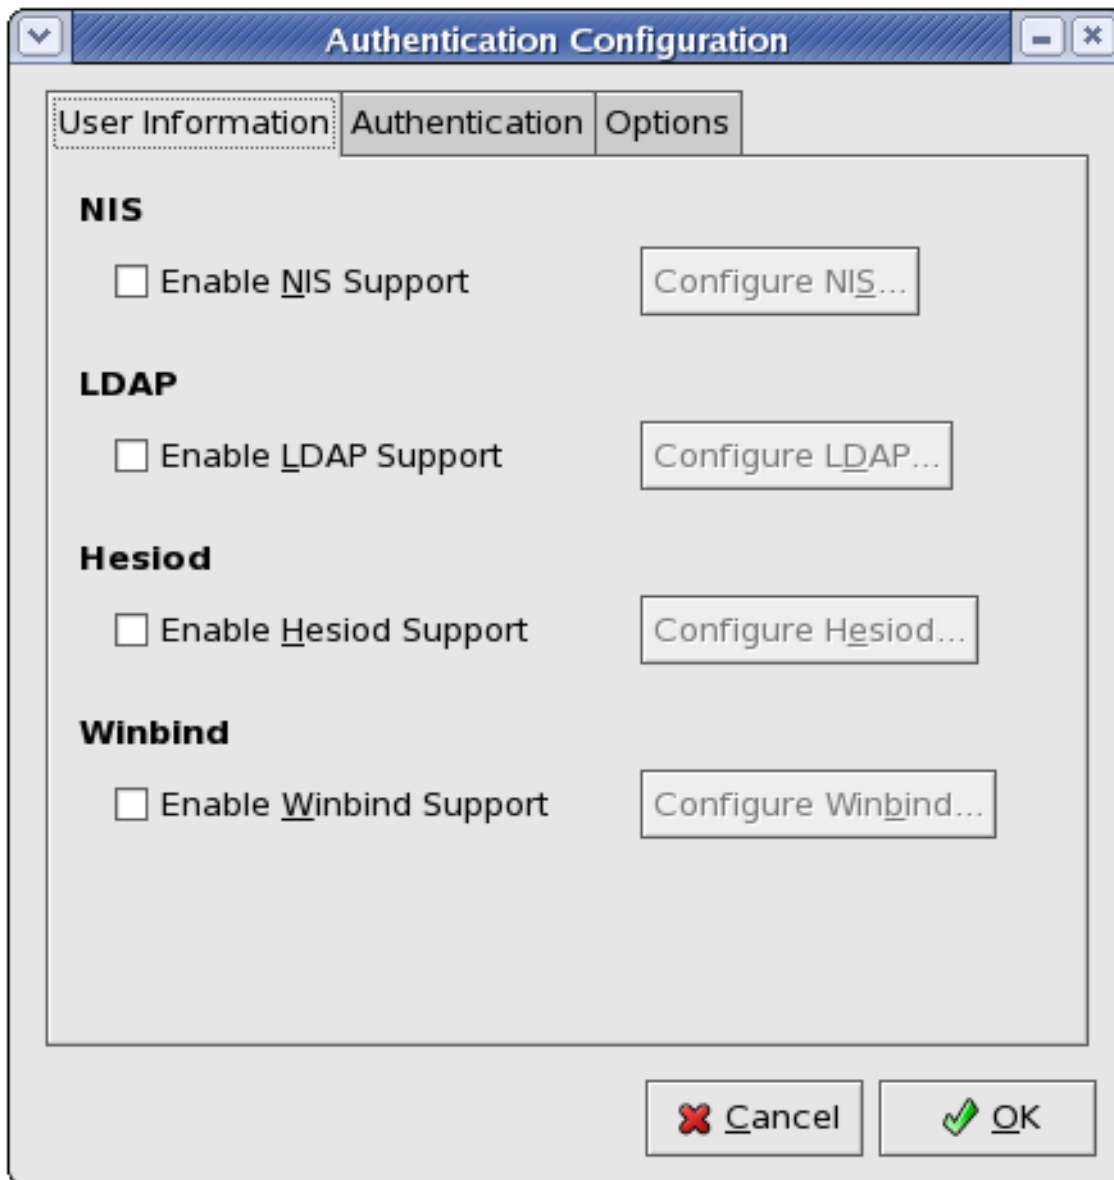 Authentication Configuration
User Information Authentication Options
NIS
Enable NIS Support Configure NIS...
LDAP
Enable LDAP Support Configure LDAP...
Hesiod
Enable Hesiod Support Configure Hesiod...
Winbind
Enable Winbind Support Configure Winbind...
Cancel OK